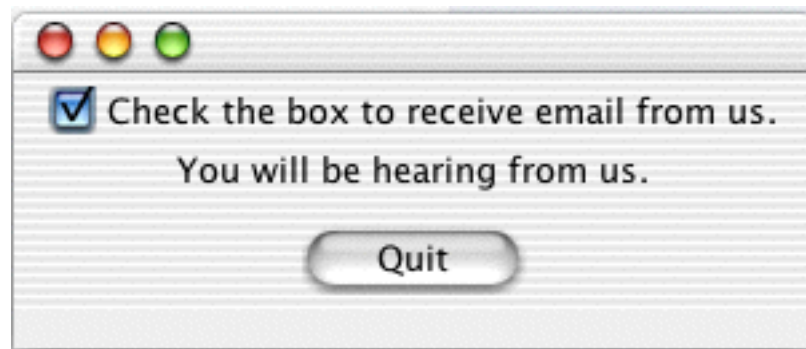 Check the box to receive email from us.
You will be hearing from us.
Quit